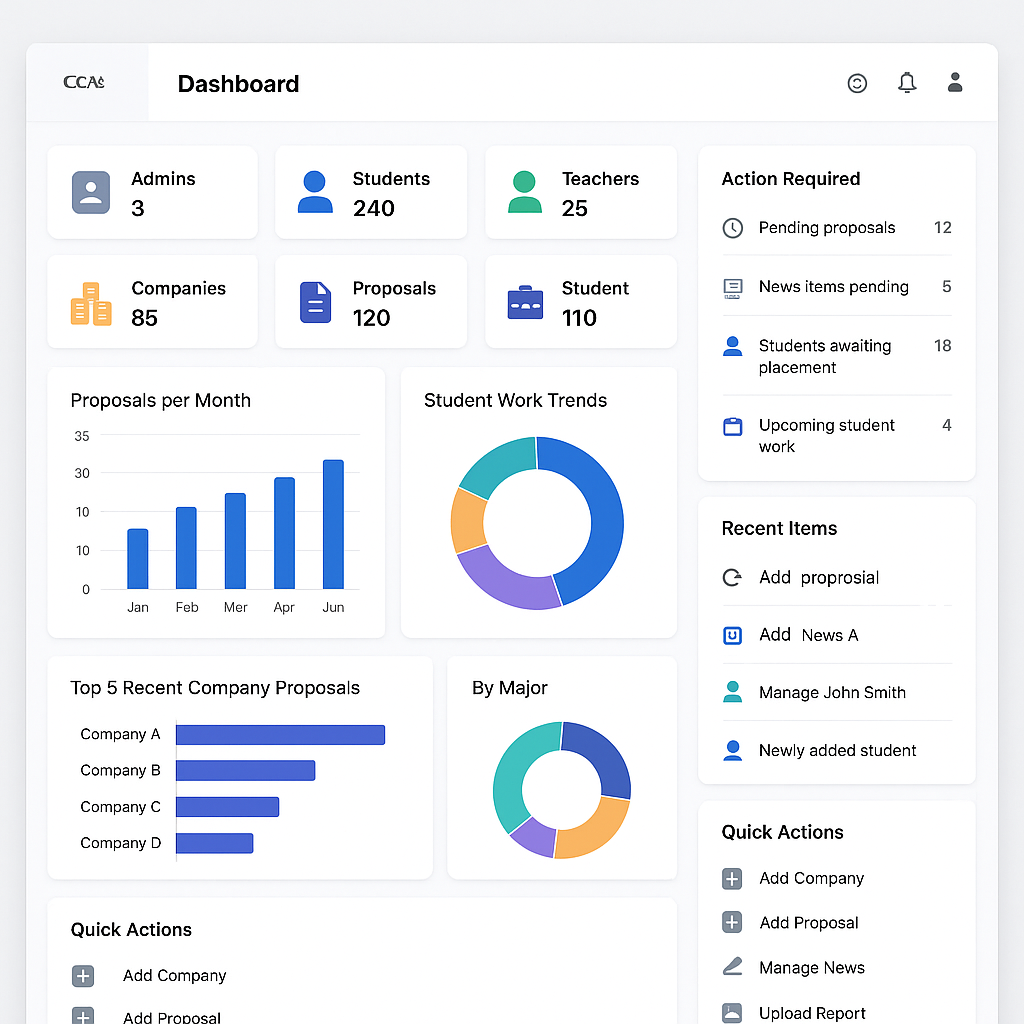 CCA
Dashboard
Admins
3
Students
240
Teachers
25
Companies
85
Proposals
120
Student
110
Proposals per Month
35
30
10
10
0
Jan Feb Mer Apr Jun
Student Work Trends
Top 5 Recent Company Proposals
Company A
Company B
Company C
Company D
By Major
Quick Actions
Add Company
Add Proposal
Action Required
Pending proposals 12
News items pending 5
Students awaiting 18
placement
Upcoming student 4
work
Recent Items
Add proprosial
Add News A
Manage John Smith
Newly added student
Quick Actions
Add Company
Add Proposal
Manage News
Upload Report